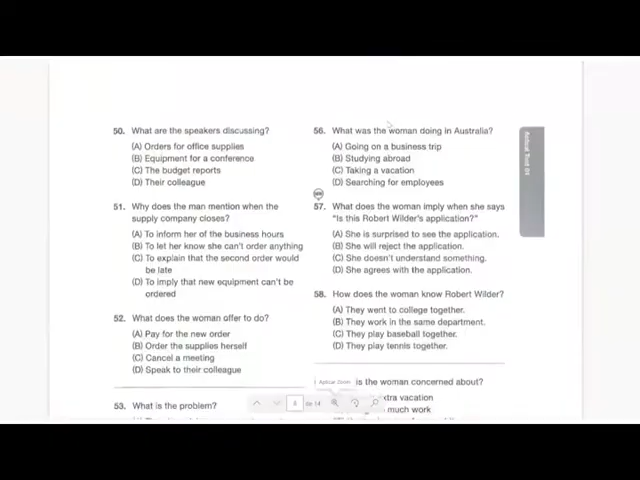 50. What are the speakers discussing?
(A) Orders for office supplies
(B) Equipment for a conference
(C) The budget reports
(D) Their colleague
51. Why does the man mention when the
supply company closes?
(A) To inform her of the business hours
(B) To let her know she can't order anything
(C) To explain that the second order would
be late
(D) To imply that new equipment can't be
ordered
52. What does the woman offer to do?
(A) Pay for the new order
(B) Order the supplies herself
(C) Cancel a meeting
(D) Speak to their colleague
53. What is the problem?
56. What was the woman doing in Australia?
(A) Going on a business trip
(B) Studying abroad
(C) Taking a vacation
(D) Searching for employees
57. What does the woman imply when she says
"Is this Robert Wilder's application?"
(A) She is surprised to see the application.
(B) She will reject the application.
(C) She doesn't understand something.
(D) She agrees with the application.
58. How does the woman know Robert Wilder?
(A) They went to college together.
(B) They work in the same department.
(C) They play baseball together.
(D) They play tennis together.
is the woman concerned about?
xtra vacation
much work
Actual Test 01
Aplicar Zoom
de 14